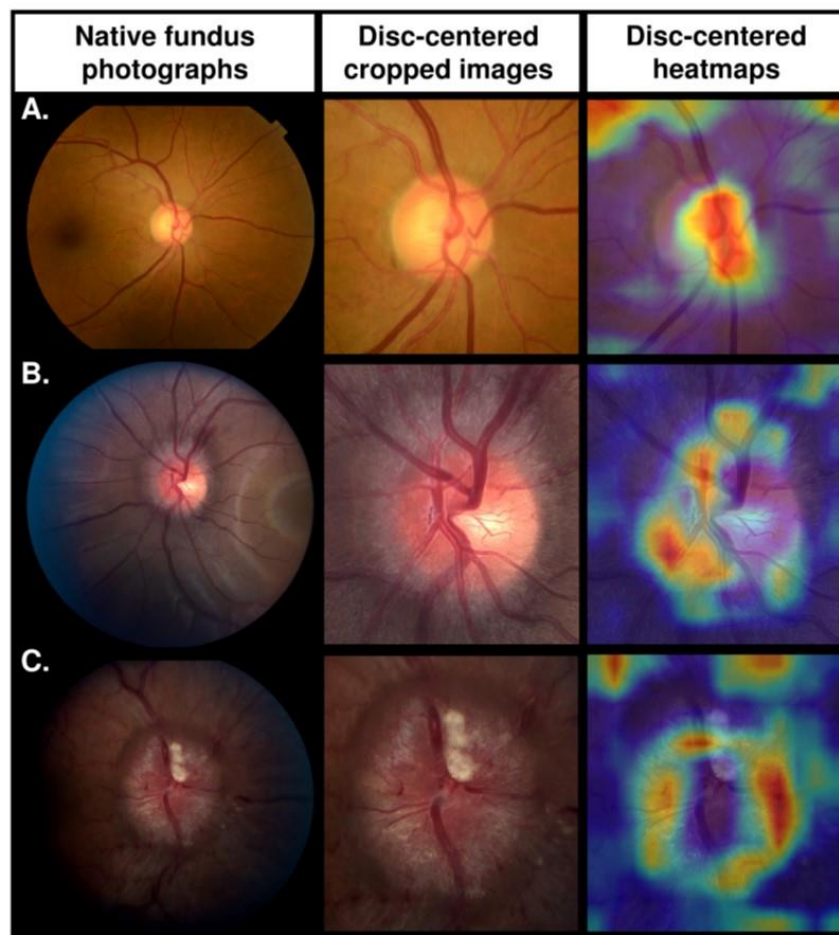 Native fundus
photographs
Disc-centered
cropped images
Disc-centered
heatmaps
A.
B.
C.